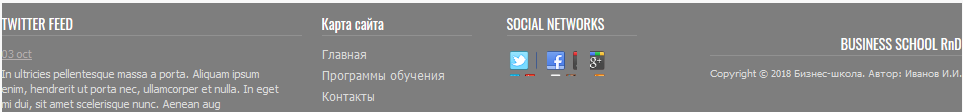 TWITTER FEED
03 oct
In ultricies pellentesque massa a porta. Aliquam ipsum
enim, hendrerit ut porta nec, ullamcorper et nulla. In eget
mi dui, sit amet scelerisque nunc. Aenean aug
Карта сайта
Главная
Программы обучения
Контакты
SOCIAL NETWORKS
g+
BUSINESS SCHOOL RnD
Copyright © 2018 Бизнес-школа. Автор: Иванов И.И.